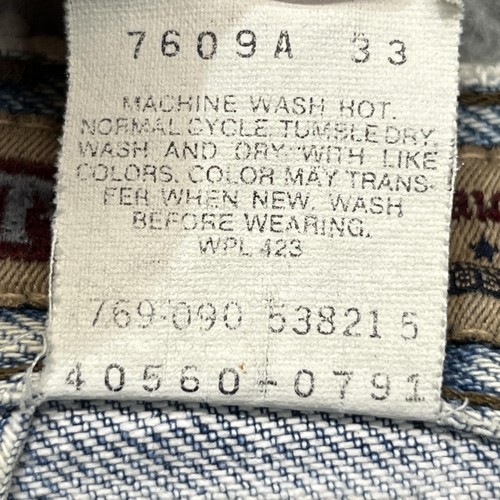 7609A 33
MACHINE WASH HOT.
NORMAL CYCLE. TUMBLE DRY.
WASH AND DRY WITH LIKE
COLORS. COLOR MAY TRANS-
FER WHEN NEW. WASH
BEFORE WEARING.
WPL 423
769-090 538215
40560-0791